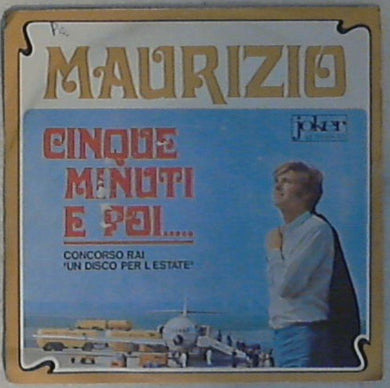 MAURIZIO
joker
CINQUE
MINUTI
E POI.....
CONCORSO RAI
"UN DISCO PER L'ESTATE"